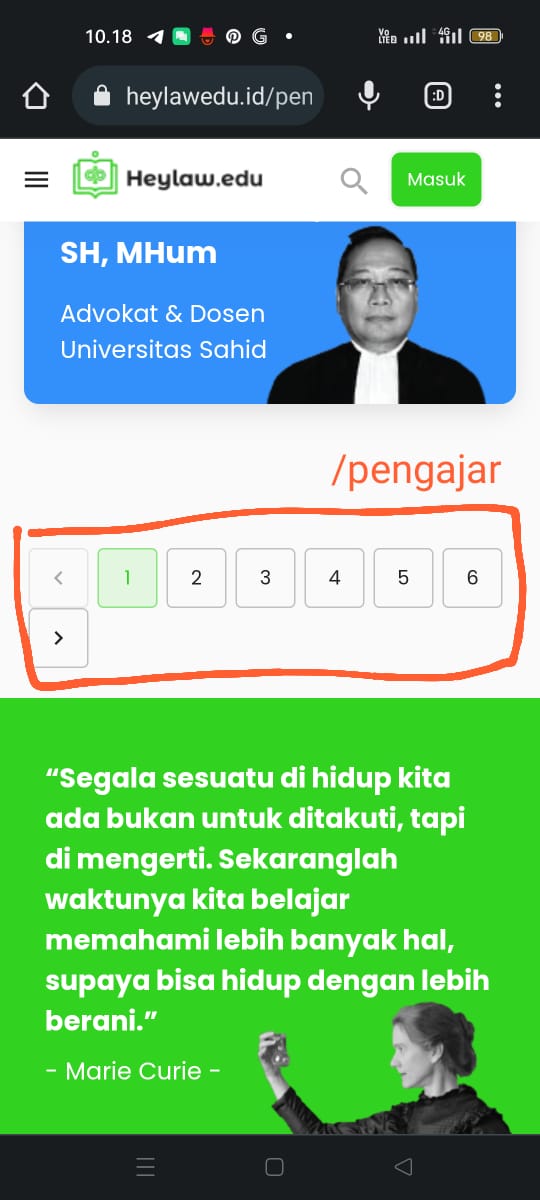 10.18
Vo
LTE2
4G
98
heylawedu.id/pen
:D
Heylaw.edu
Masuk
SH, MHum
Advokat & Dosen
Universitas Sahid
/pengajar
< 1 2 3 4 5 6
>
“Segala sesuatu di hidup kita
ada bukan untuk ditakuti, tapi
di mengerti. Sekaranglah
waktunya kita belajar
memahami lebih banyak hal,
supaya bisa hidup dengan lebih
berani.”
- Marie Curie -